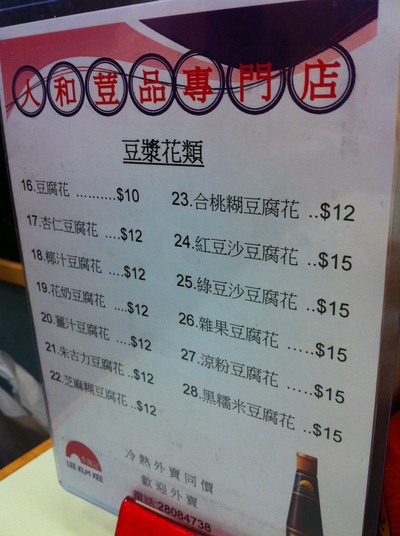 人和荳品專門店
豆漿花類
16.豆腐花 ..........$10
17.杏仁豆腐花 ....$12
18.椰汁豆腐花 ....$12
19.花奶豆腐花 ....$12
20.薑汁豆腐花 ....$12
21.朱古力豆腐花 ..$12
22.芝麻糊豆腐花 ..$12
23.合桃糊豆腐花 ..$12
24.紅豆沙豆腐花 ..$15
25.綠豆沙豆腐花 ..$15
26.雜果豆腐花 .....$15
27.涼粉豆腐花 .....$15
28.黑糯米豆腐花 ..$15
LEE KUM KEE
冷熱外賣同價
歡迎外賣
電話:28084738